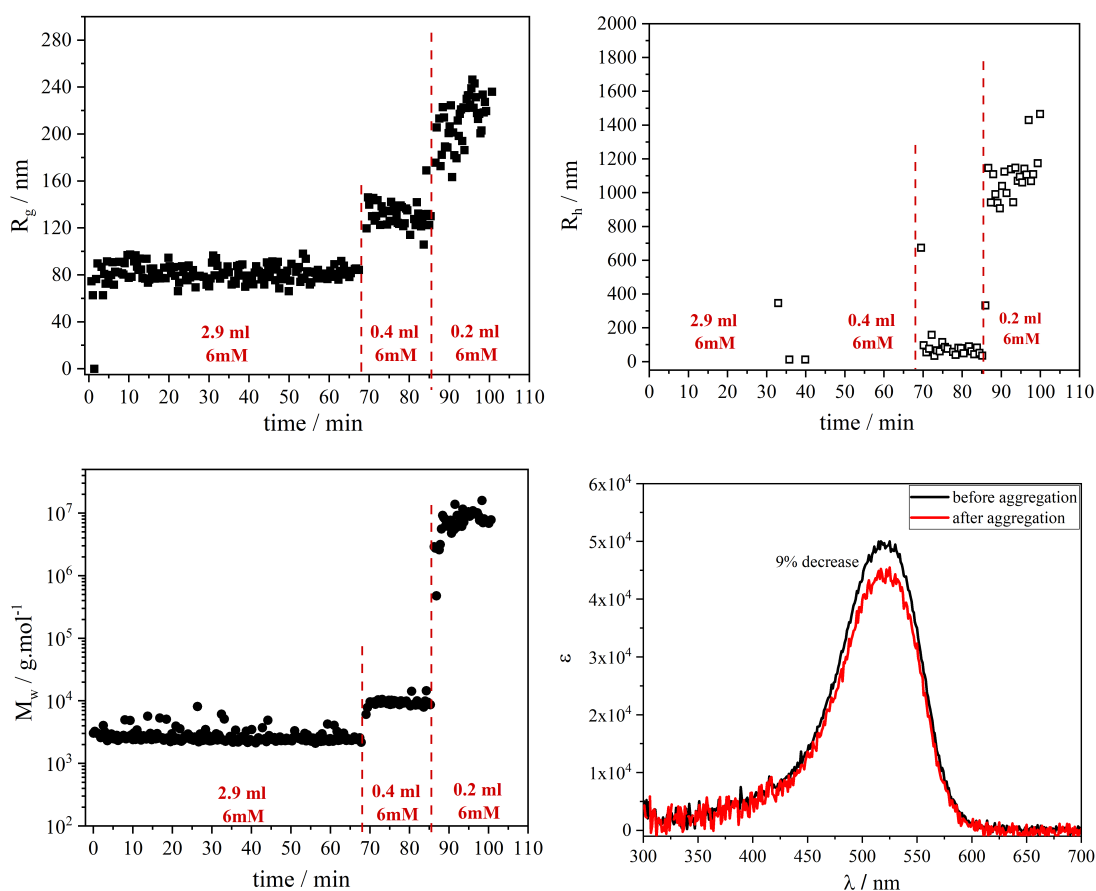 280
240
200
160
120
80
40
0
R_g / nm
2.9 ml
6mM
0.4 ml
6mM
0.2 ml
6mM
0 10 20 30 40 50 60 70 80 90 100 110
time / min
2000
1800
1600
1400
1200
1000
800
600
400
200
0
R_h / nm
2.9 ml
6mM
0.4 ml
6mM
0.2 ml
6mM
0 10 20 30 40 50 60 70 80 90 100 110
time / min
10^7
10^6
10^5
10^4
10^3
10^2
M_w / g.mol^-1
2.9 ml
6mM
0.4 ml
6mM
0.2 ml
6mM
0 10 20 30 40 50 60 70 80 90 100 110
time / min
6x10^4
5x10^4
4x10^4
3x10^4
2x10^4
1x10^4
0
ε
before aggregation
after aggregation
9% decrease
300 350 400 450 500 550 600 650 700
λ / nm